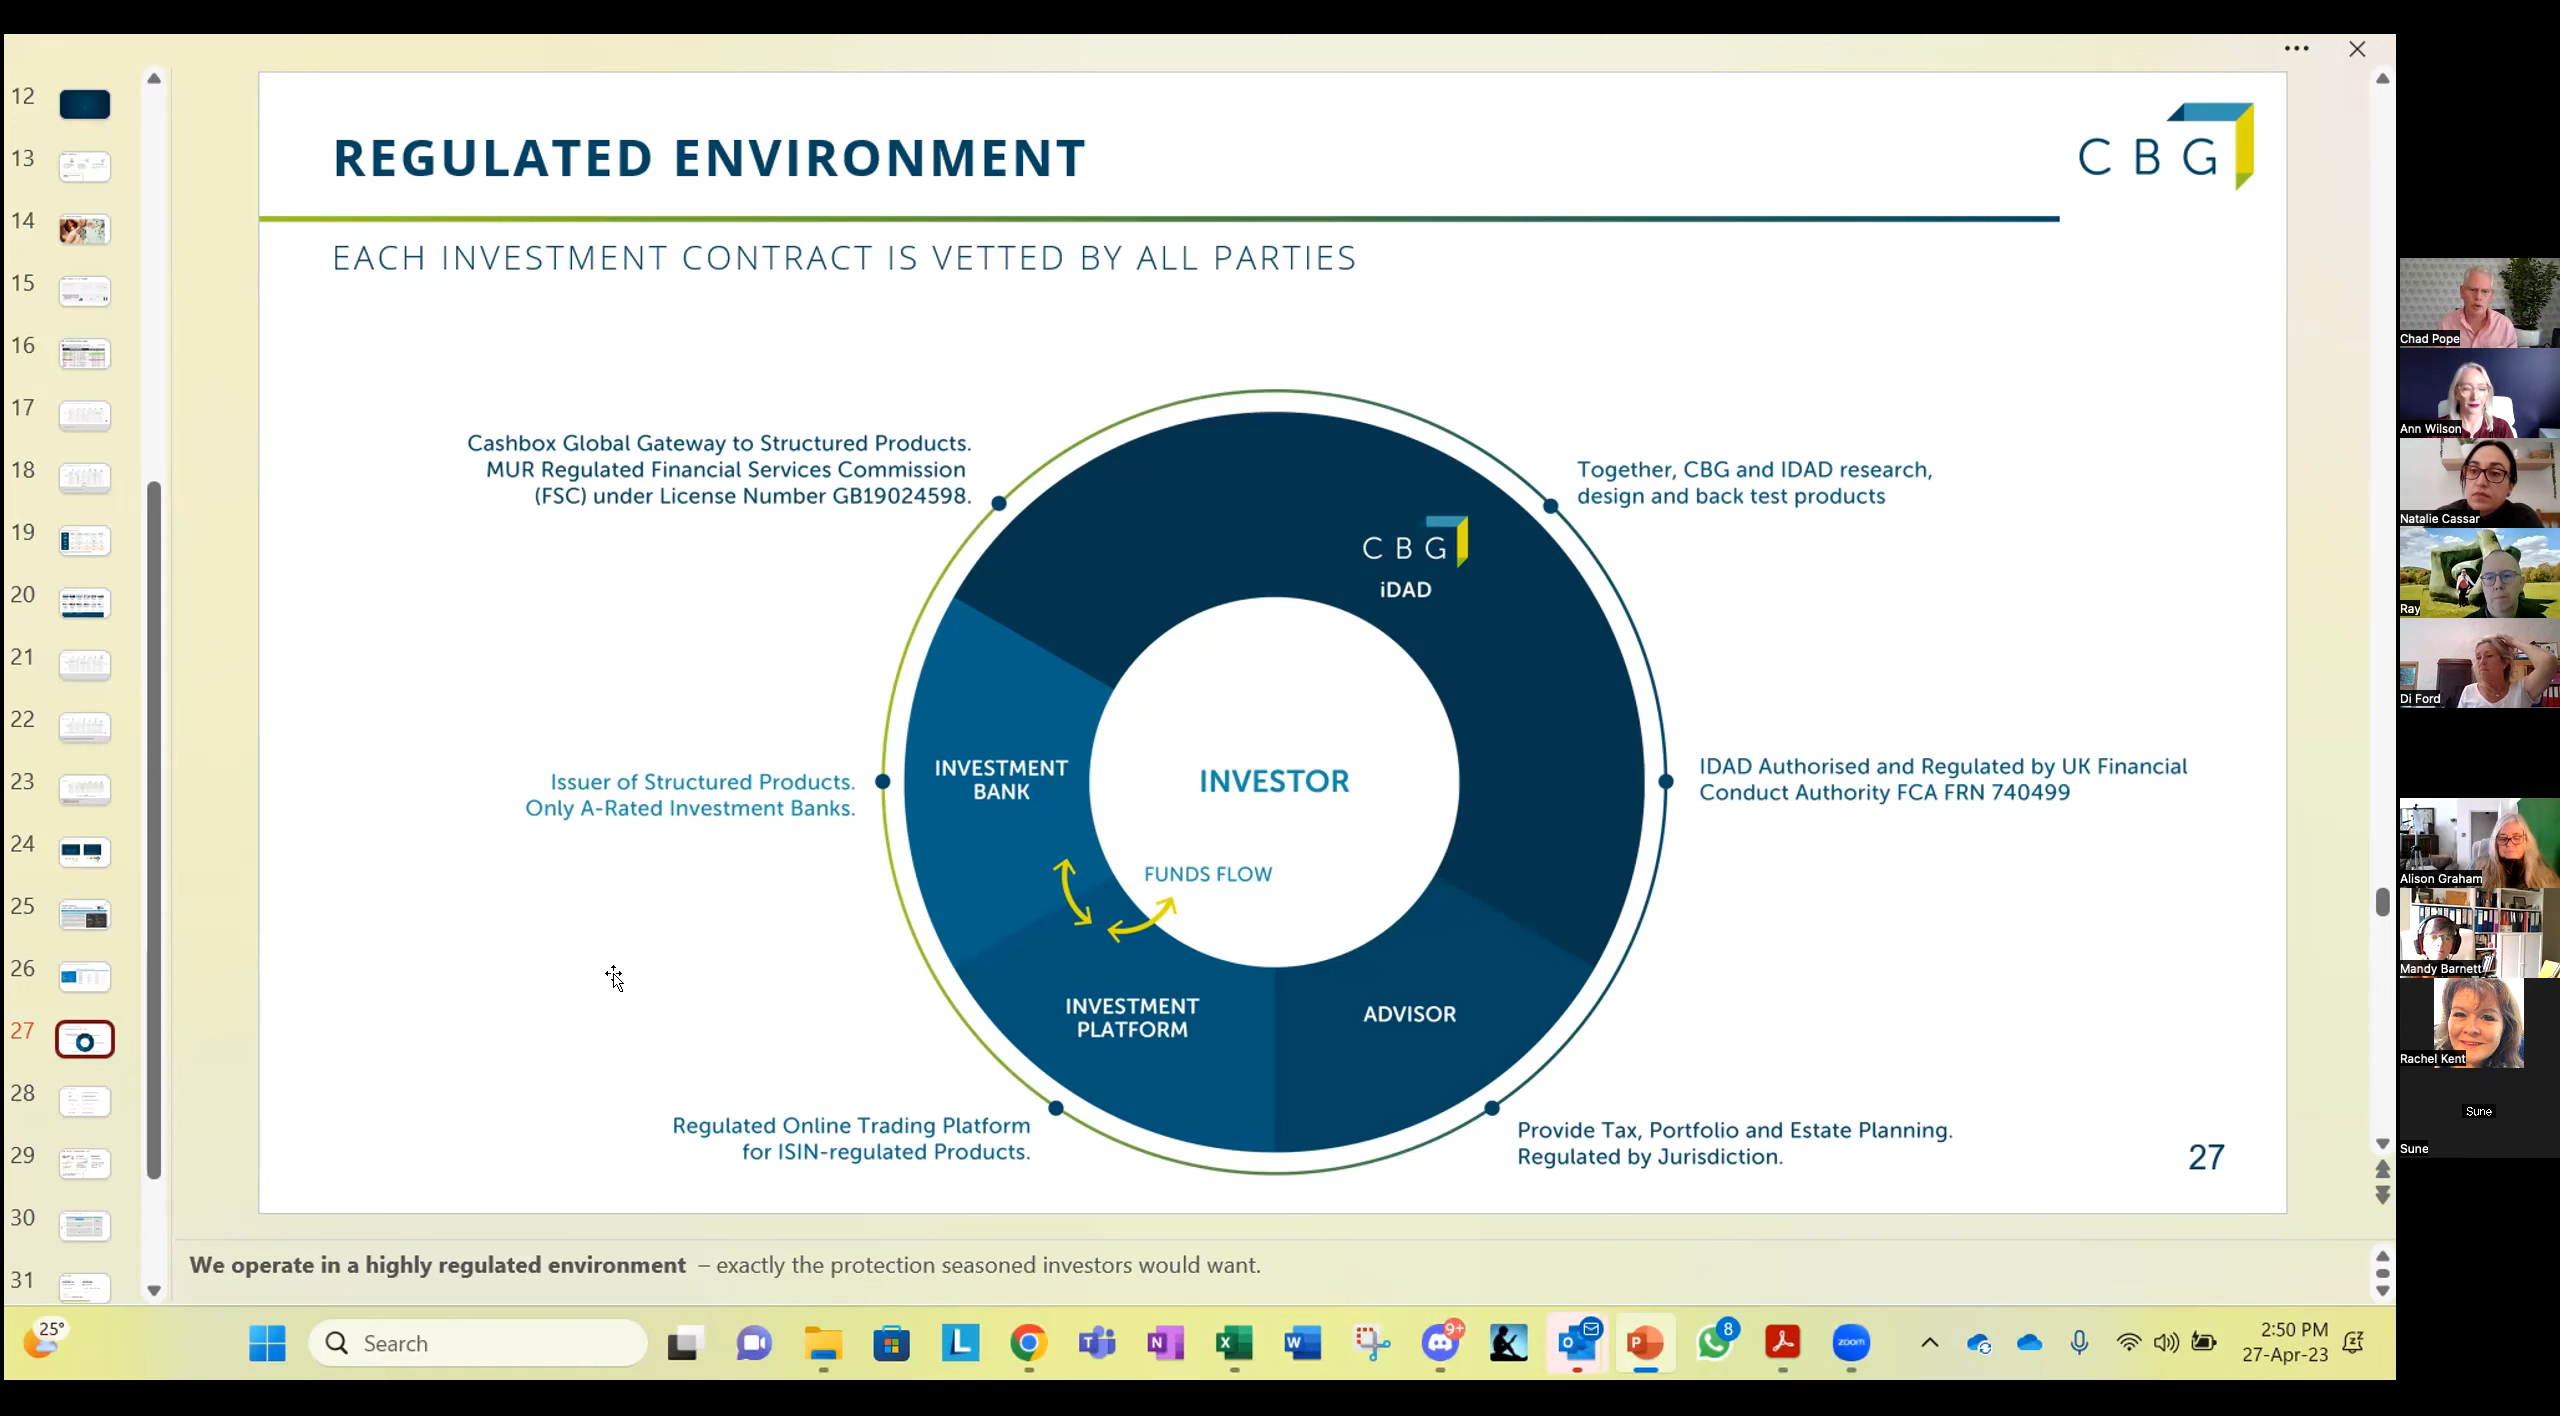 12
13
14
15
16
17
18
19
20
21
22
23
24
25
26
27
28
29
30
31
REGULATED ENVIRONMENT
CBG
EACH INVESTMENT CONTRACT IS VETTED BY ALL PARTIES
Cashbox Global Gateway to Structured Products.
MUR Regulated Financial Services Commission
(FSC) under License Number GB19024598.
Together, CBG and IDAD research,
design and back test products
CBG
iDAD
INVESTMENT
BANK
INVESTOR
Issuer of Structured Products.
Only A-Rated Investment Banks.
IDAD Authorised and Regulated by UK Financial
Conduct Authority FCA FRN 740499
FUNDS FLOW
INVESTMENT
PLATFORM
ADVISOR
Regulated Online Trading Platform
for ISIN-regulated Products.
Provide Tax, Portfolio and Estate Planning.
Regulated by Jurisdiction.
27
We operate in a highly regulated environment – exactly the protection seasoned investors would want.
Chad Pope
Ann Wilson
Natalie Cassar
Ray
Di Ford
Alison Graham
Mandy Barnett
Rachel Kent
Sune
Sune
25°
Search
L
T
N
X
W
9+
O
P
8
zoom
2:50 PM
27-Apr-23